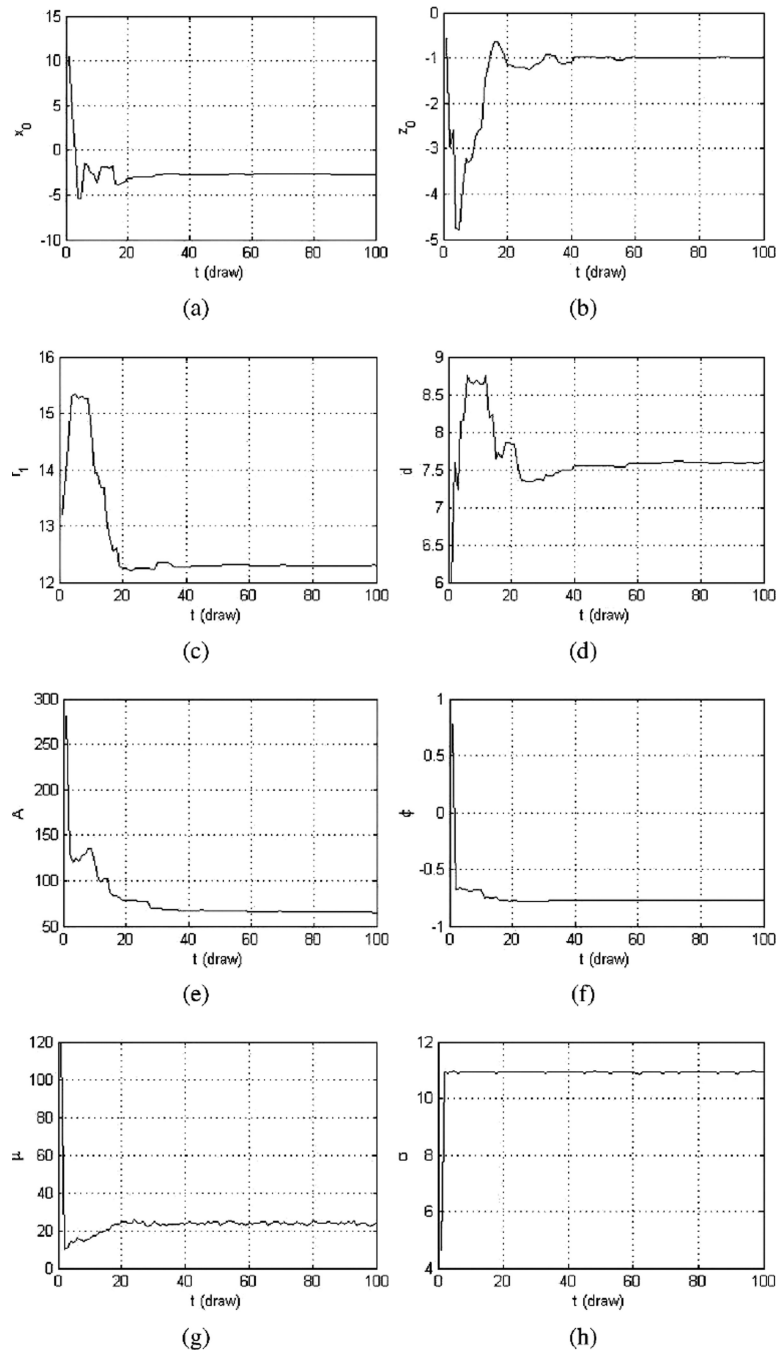 15
10
5
0
-5
-10
x0
0 20 40 60 80 100
t (draw)
(a)
0
-1
-2
-3
-4
-5
z0
0 20 40 60 80 100
t (draw)
(b)
16
15
14
13
12
r1
0 20 40 60 80 100
t (draw)
(c)
9
8.5
8
7.5
7
6.5
6
d
0 20 40 60 80 100
t (draw)
(d)
300
250
200
150
100
50
A
0 20 40 60 80 100
t (draw)
(e)
1
0.5
0
-0.5
-1
φ
0 20 40 60 80 100
t (draw)
(f)
120
100
80
60
40
20
0
μ
0 20 40 60 80 100
t (draw)
(g)
12
10
8
6
4
σ
0 20 40 60 80 100
t (draw)
(h)